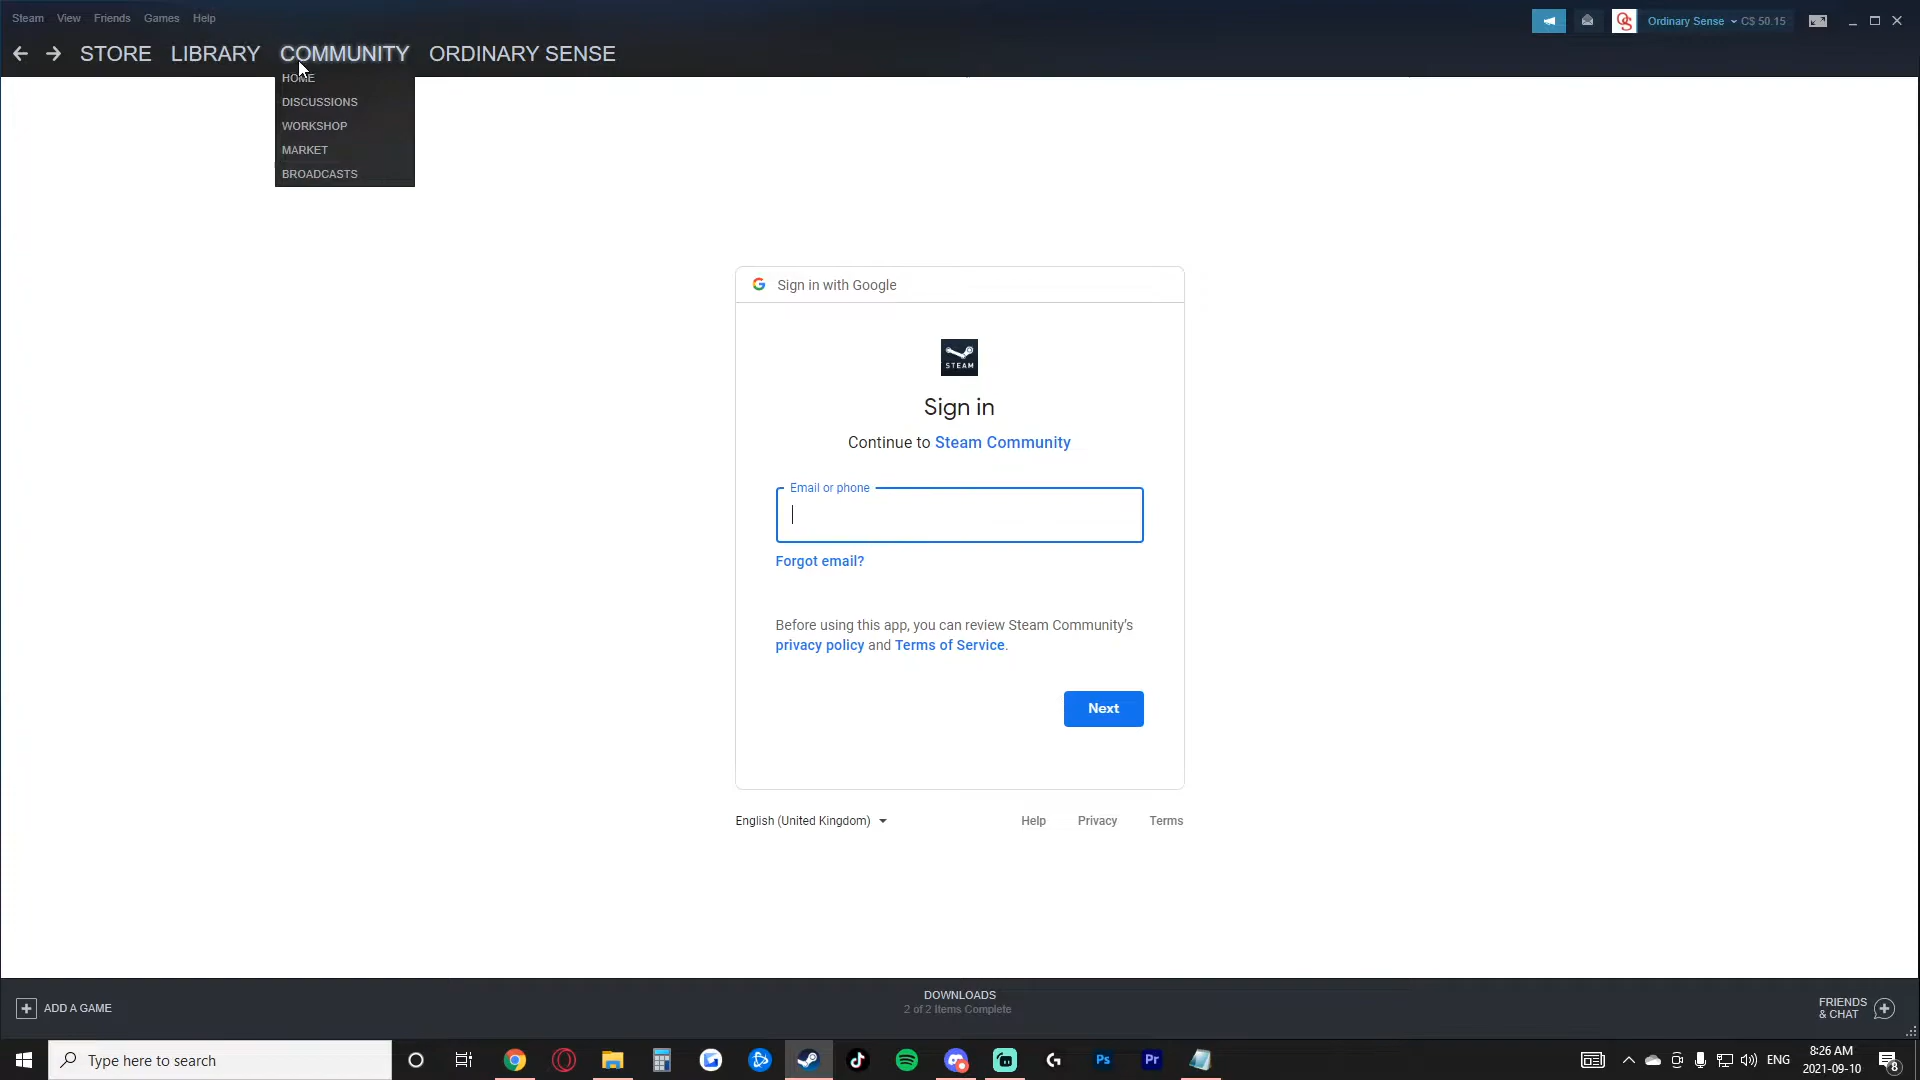 Steam View Friends Games Help
Ordinary Sense C$ 50.15
STORE LIBRARY COMMUNITY ORDINARY SENSE
HOME
DISCUSSIONS
WORKSHOP
MARKET
BROADCASTS
Sign in with Google
STEAM
Sign in
Continue to Steam Community
Email or phone
Forgot email?
Before using this app, you can review Steam Community’s
privacy policy and Terms of Service.
Next
English (United Kingdom) Help Privacy Terms
ADD A GAME
DOWNLOADS
2 of 2 Items Complete
FRIENDS
& CHAT
Type here to search
Ps
Pr
ENG
8:26 AM
2021-09-10
8